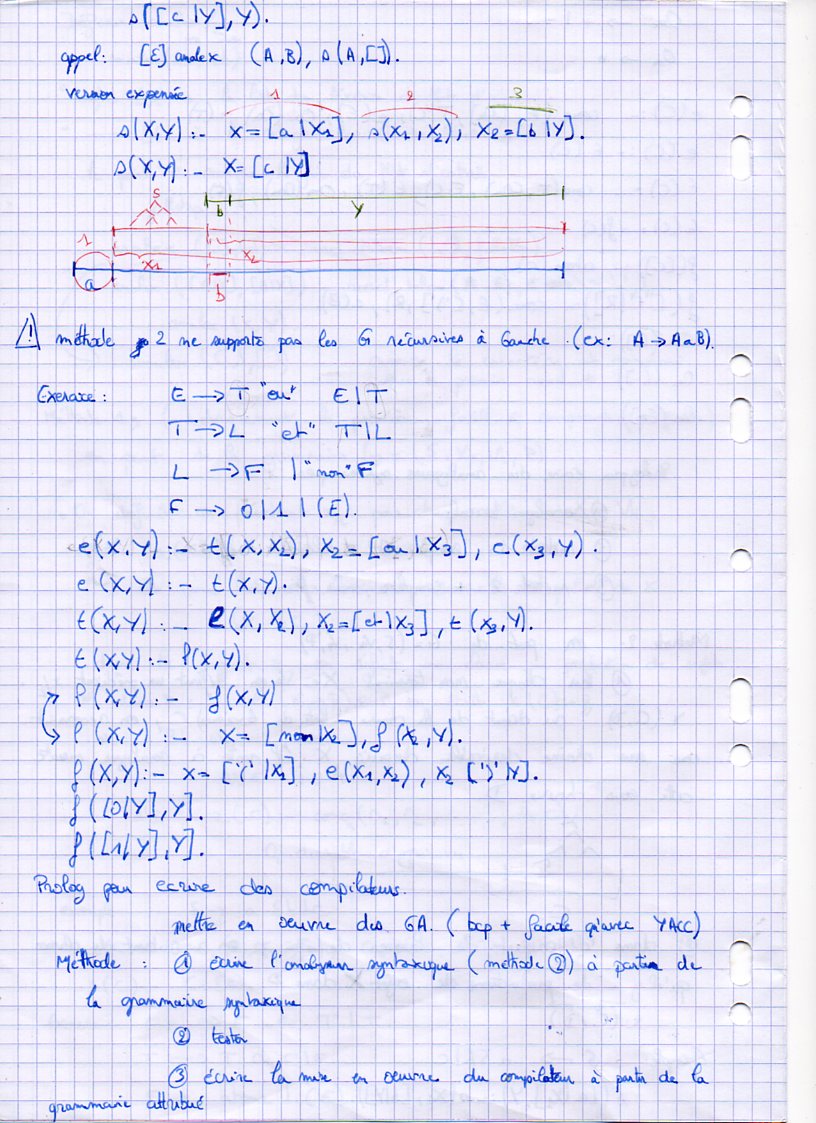 s([c|Y],Y).
appel: [E] analex (A,B), s(A,[]).
version expensée
1 2 3
s(X,Y) :- X=[a|X1], s(X1,X2), X2=[b|Y].
s(X,Y) :- X=[c|Y]
S
b Y
1 X1 X2
a b
⚠ méthode 2 ne supporte pas les G récursives à Gauche. (ex: A → AaB).
Exercice : E → T "ou" E | T
T → L "et" T | L
L → F | "non" F
F → 0 | 1 | (E).
e(X,Y) :- t(X,X2), X2=[ou|X3], e(X3,Y).
e(X,Y) :- t(X,Y).
t(X,Y) :- l(X,X2), X2=[et|X3], t(X3,Y).
t(X,Y) :- l(X,Y).
l(X,Y) :- f(X,Y)
l(X,Y) :- X=[non|X2], f(X2,Y).
f(X,Y) :- X=['('|X1], e(X1,X2), X2[')'|Y].
f([0|Y],Y].
f([1|Y],Y].
Prolog pour ecrire des compilateurs.
mettre en oeuvre des GA. (bcp + facile qu'avec YACC)
Méthode : ① écrire l'analyseur syntaxique (méthode ②) à partir de
la grammaire syntaxique
② tester
③ écrire la mise en oeuvre du compilateur à partir de la
grammaire attribué